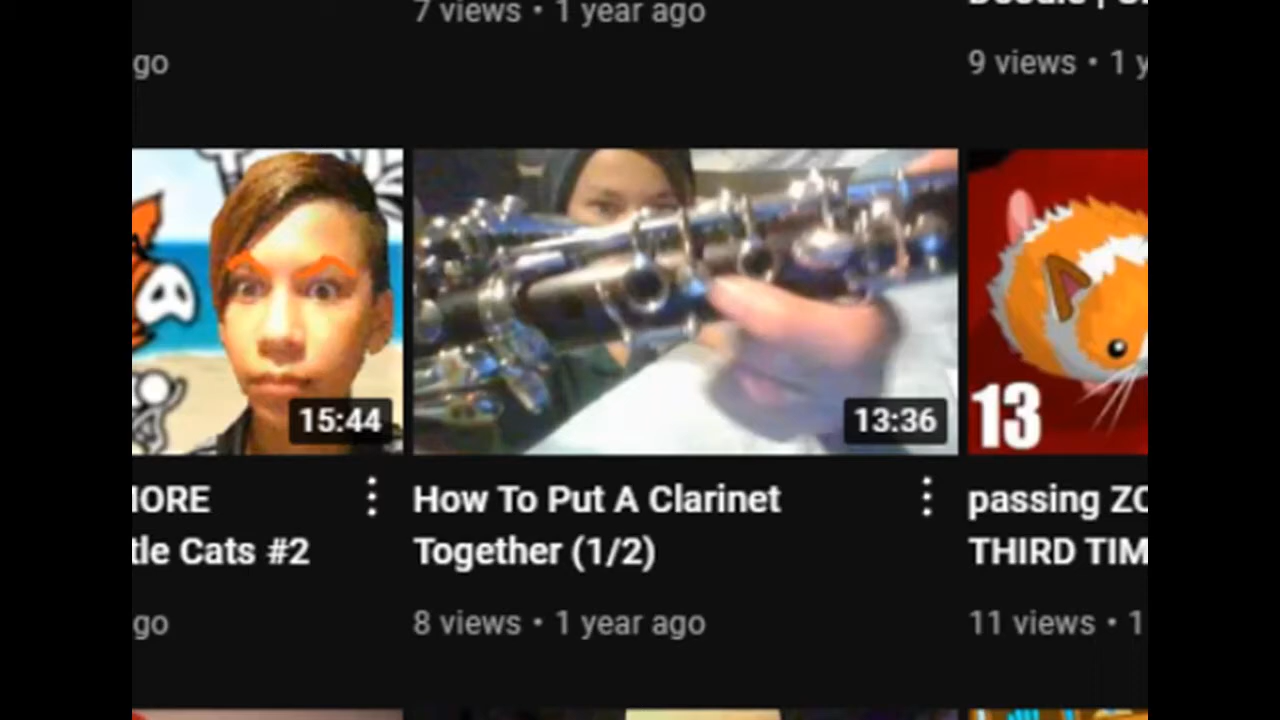 7 views • 1 year ago
go
9 views • 1 y
15:44
13:36
13
IORE
tle Cats #2
go
How To Put A Clarinet
Together (1/2)
8 views • 1 year ago
passing ZO
THIRD TIM
11 views • 1